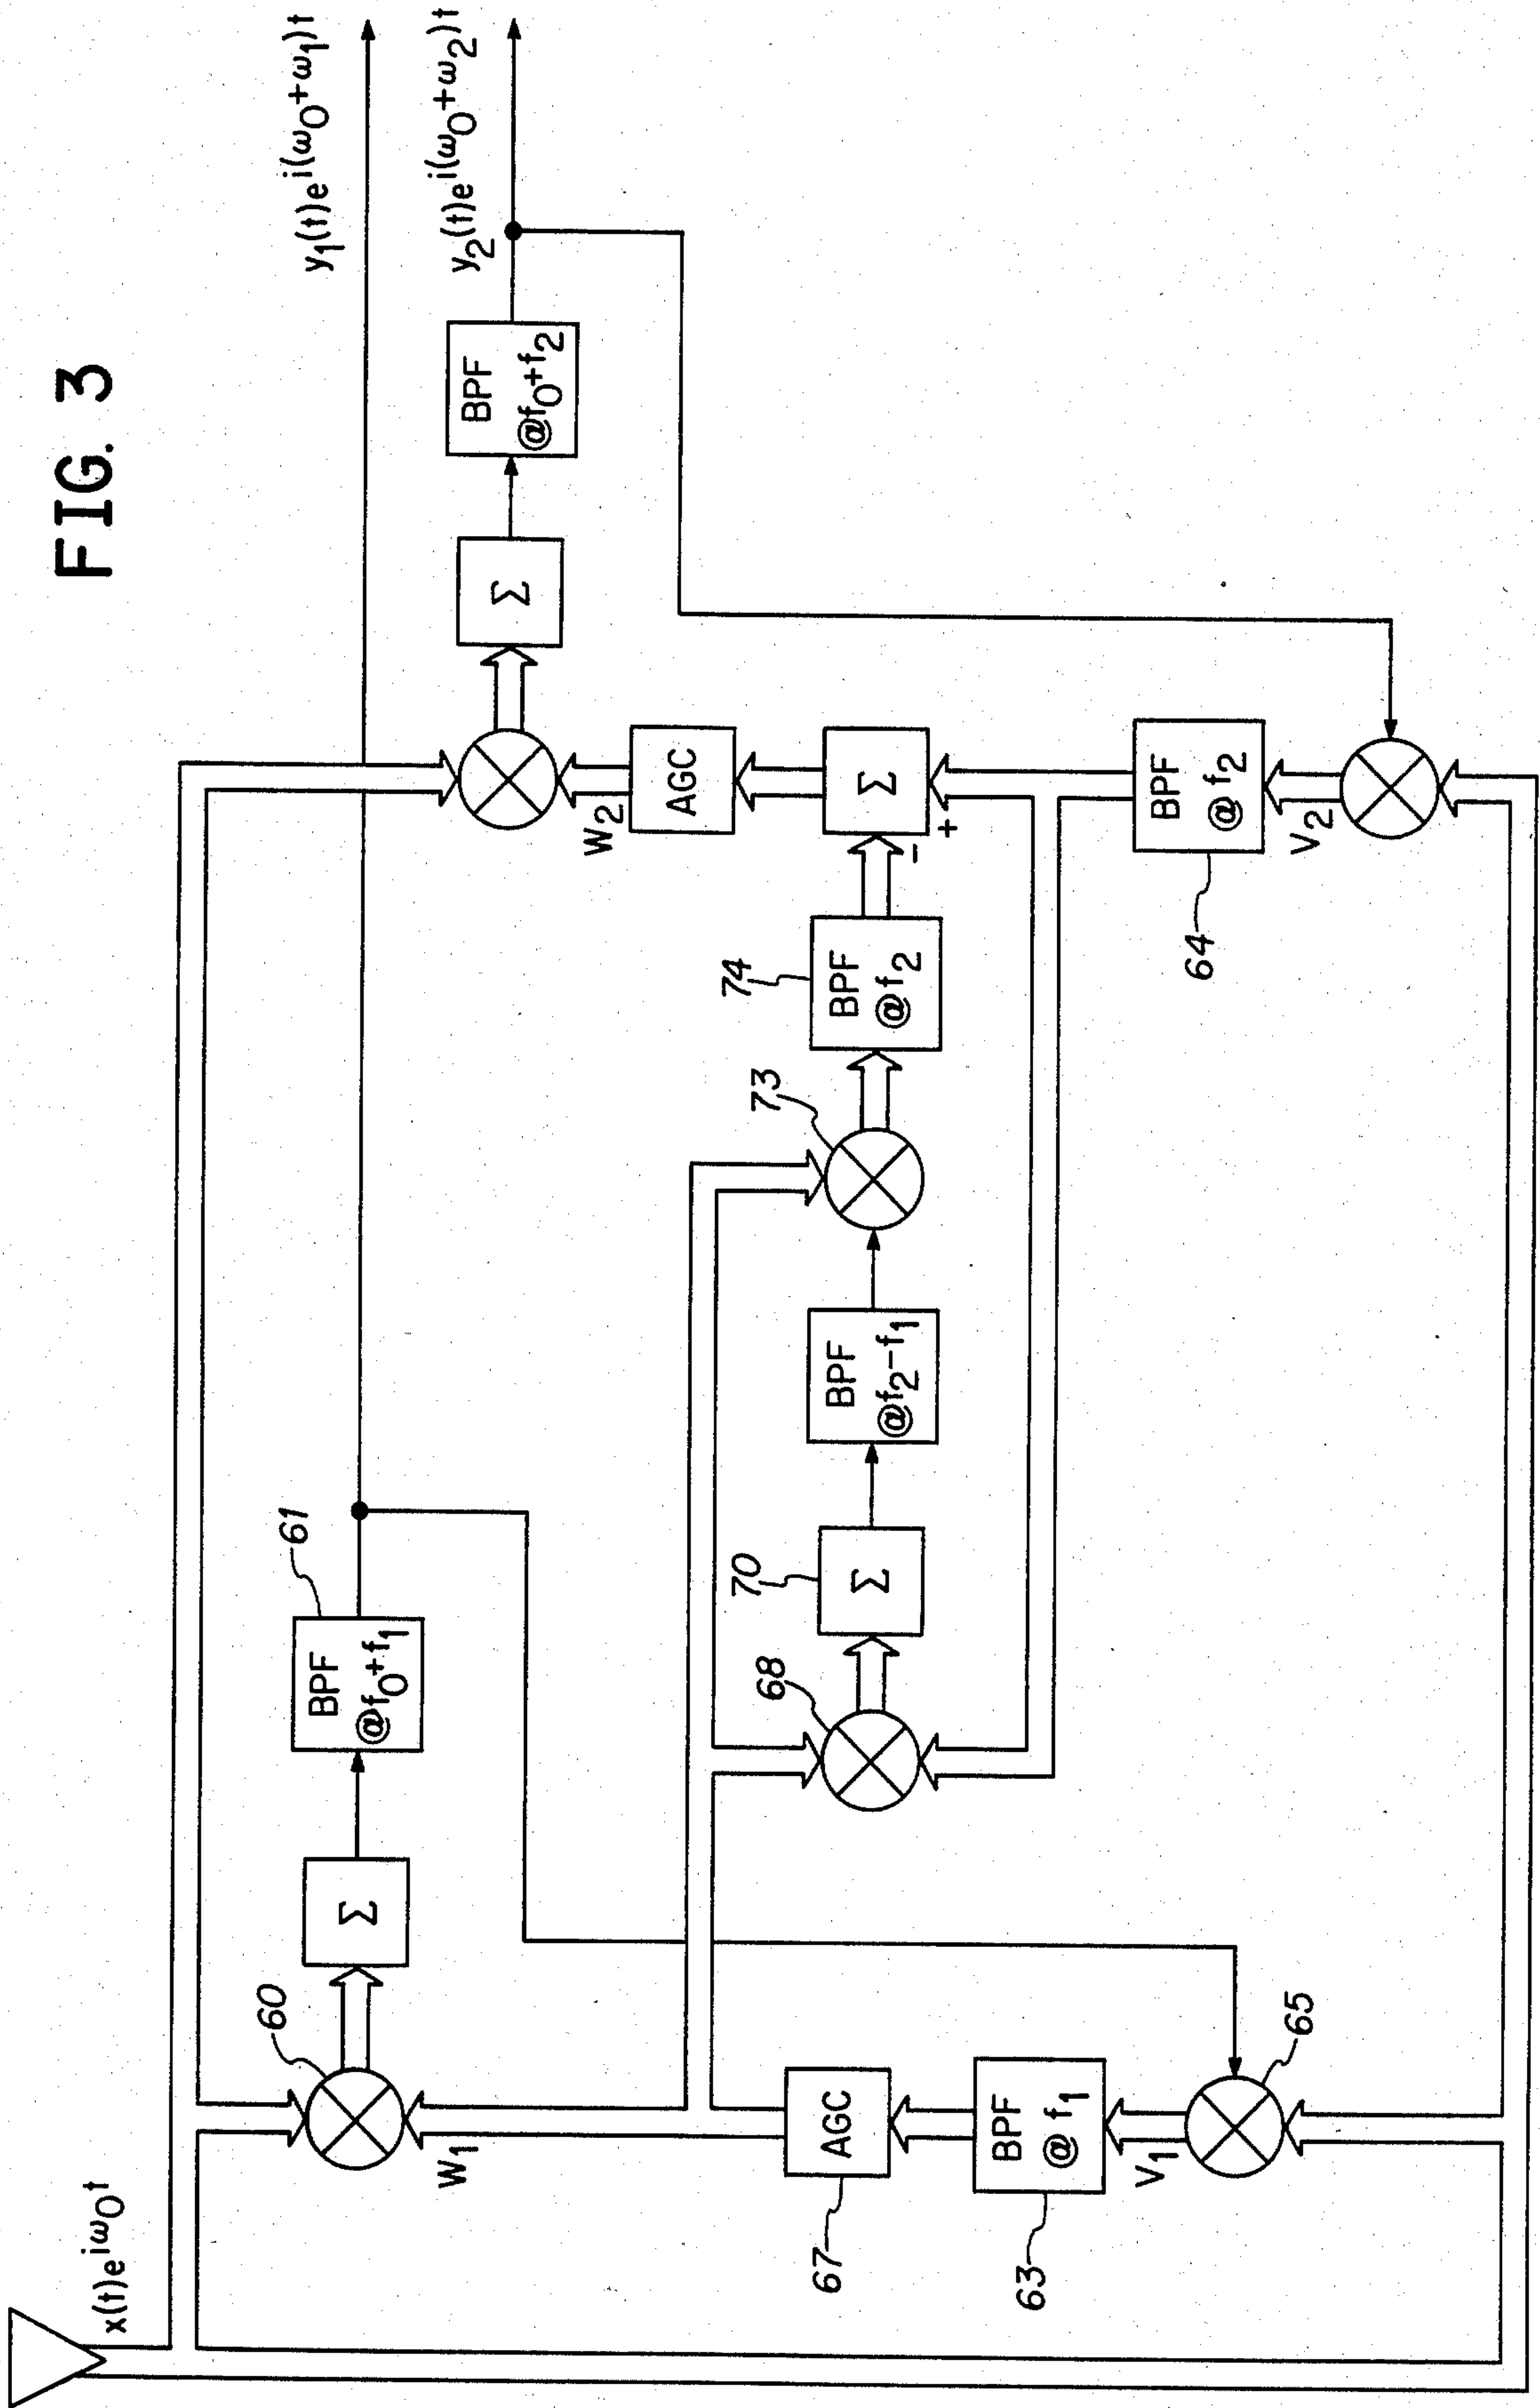 FIG. 3
x(t)e^{iω₀t}
y₁(t)e^{i(ω₀+ω₁)t}
y₂(t)e^{i(ω₀+ω₂)t}
60
Σ
BPF
@f₀+f₁
61
W₁
Σ
BPF
@f₀+f₂
W₂
AGC
68
70
Σ
BPF
@f₂-f₁
73
74
BPF
@f₂
-
Σ
+
67
AGC
63
BPF
@f₁
V₁
65
64
BPF
@f₂
V₂